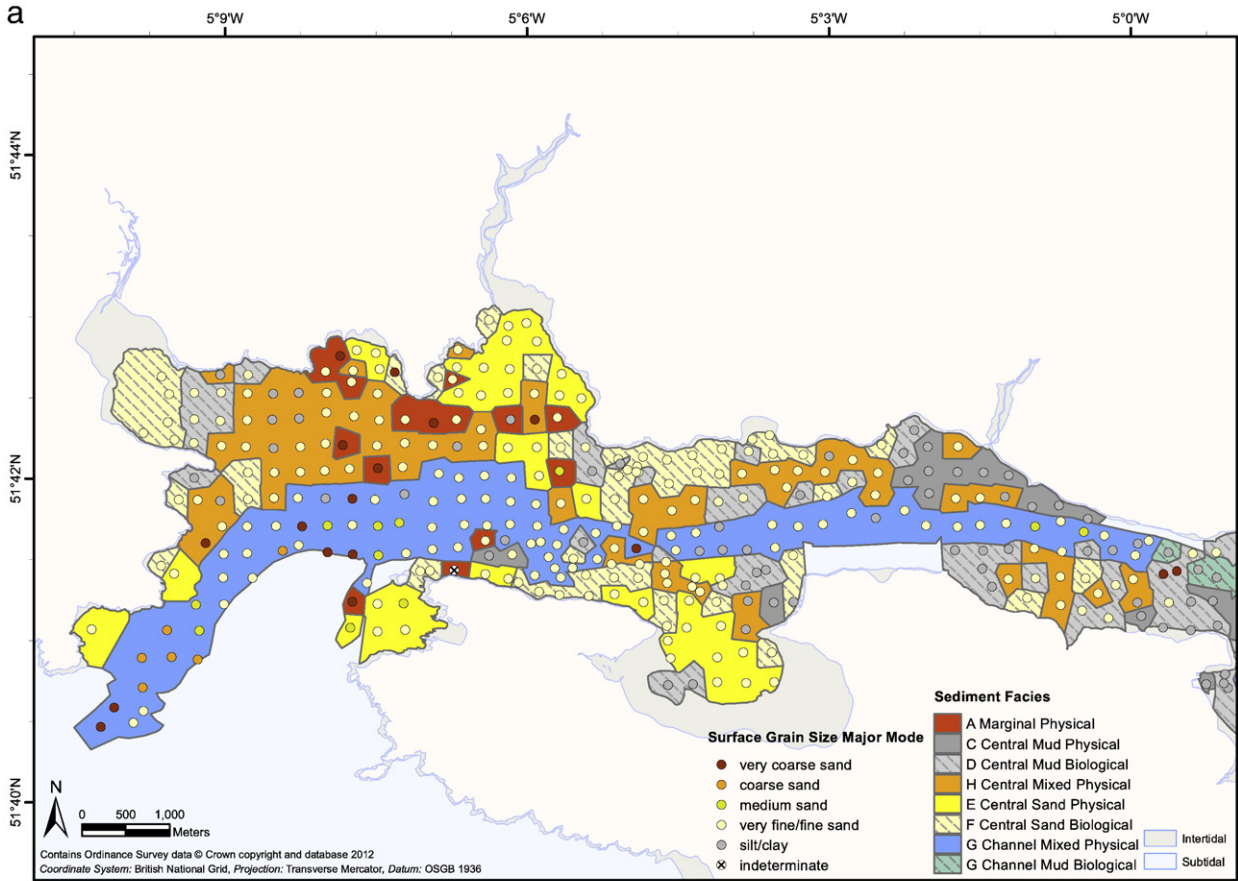 a
5°9'W 5°6'W 5°3'W 5°0'W
51°44'N
51°42'N
51°40'N
Surface Grain Size Major Mode
very coarse sand
coarse sand
medium sand
very fine/fine sand
silt/clay
indeterminate
Sediment Facies
A Marginal Physical
C Central Mud Physical
D Central Mud Biological
H Central Mixed Physical
E Central Sand Physical
F Central Sand Biological
G Channel Mixed Physical
G Channel Mud Biological
Intertidal
Subtidal
N
0 500 1,000
Meters
Contains Ordinance Survey data © Crown copyright and database 2012
Coordinate System: British National Grid, Projection: Transverse Mercator, Datum: OSGB 1936